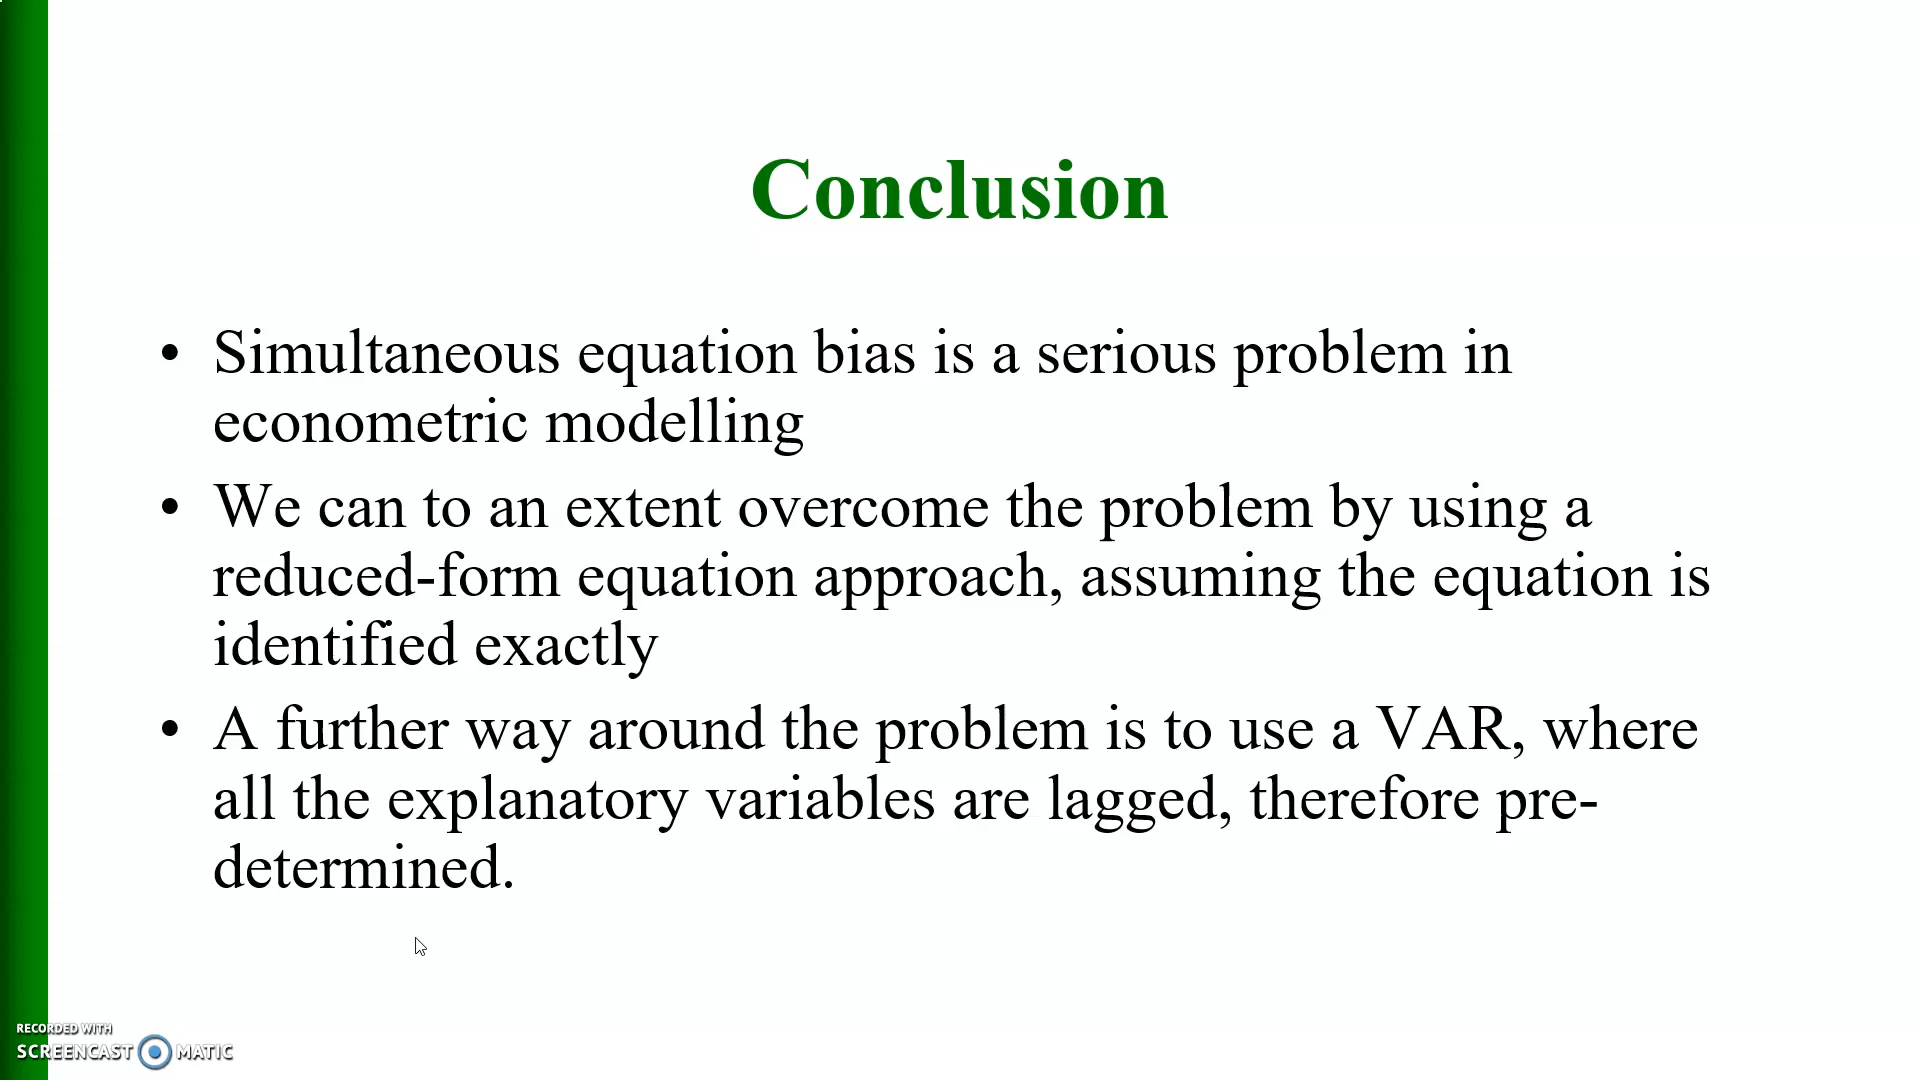 Conclusion
• Simultaneous equation bias is a serious problem in
econometric modelling
• We can to an extent overcome the problem by using a
reduced-form equation approach, assuming the equation is
identified exactly
• A further way around the problem is to use a VAR, where
all the explanatory variables are lagged, therefore pre-
determined.
RECORDED WITH
SCREENCAST MATIC